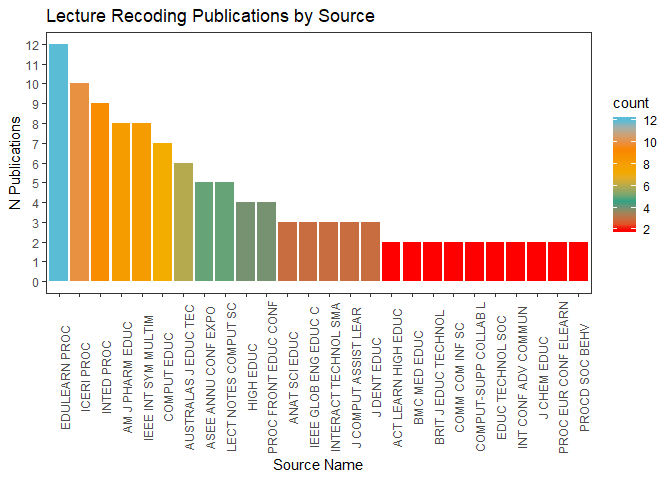 Lecture Recoding Publications by Source
N Publications
12
11
10
9
8
7
6
5
4
3
2
1
0
EDULEARN PROC
ICERI PROC
INTED PROC
AM J PHARM EDUC
IEEE INT SYM MULTIM
COMPUT EDUC
AUSTRALAS J EDUC TEC
ASEE ANNU CONF EXPO
LECT NOTES COMPUT SC
HIGH EDUC
PROC FRONT EDUC CONF
ANAT SCI EDUC
IEEE GLOB ENG EDUC C
INTERACT TECHNOL SMA
J COMPUT ASSIST LEAR
J DENT EDUC
ACT LEARN HIGH EDUC
BMC MED EDUC
BRIT J EDUC TECHNOL
COMM COM INF SC
COMPUT-SUPP COLLAB L
EDUC TECHNOL SOC
INT CONF ADV COMMUN
J CHEM EDUC
PROC EUR CONF ELEARN
PROCD SOC BEHV
Source Name
count
12
10
8
6
4
2